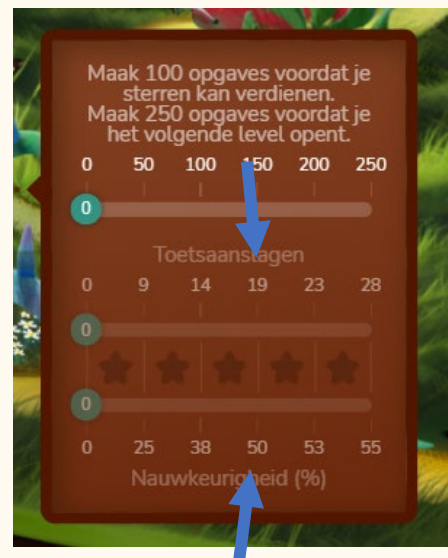 Maak 100 opgaves voordat je
sterren kan verdienen.
Maak 250 opgaves voordat je
het volgende level opent.
0 50 100 150 200 250
0
Toetsaanslagen
0 9 14 19 23 28
0
0
0 25 38 50 53 55
Nauwkeurigheid (%)